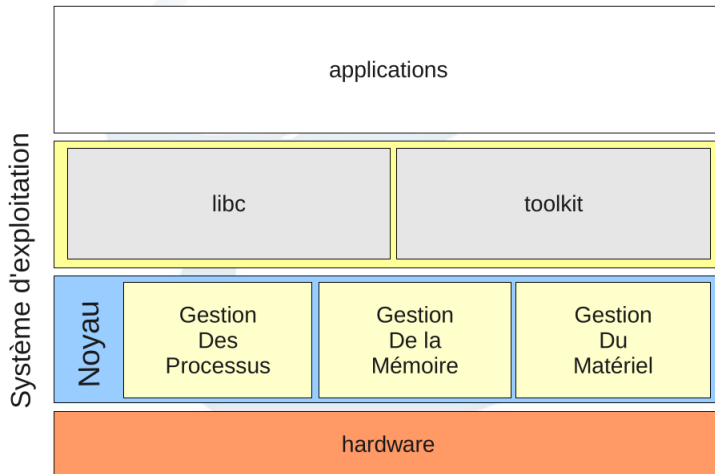 applications
Système d'exploitation
libc
toolkit
Noyau
Gestion
Des
Processus
Gestion
De la
Mémoire
Gestion
Du
Matériel
hardware